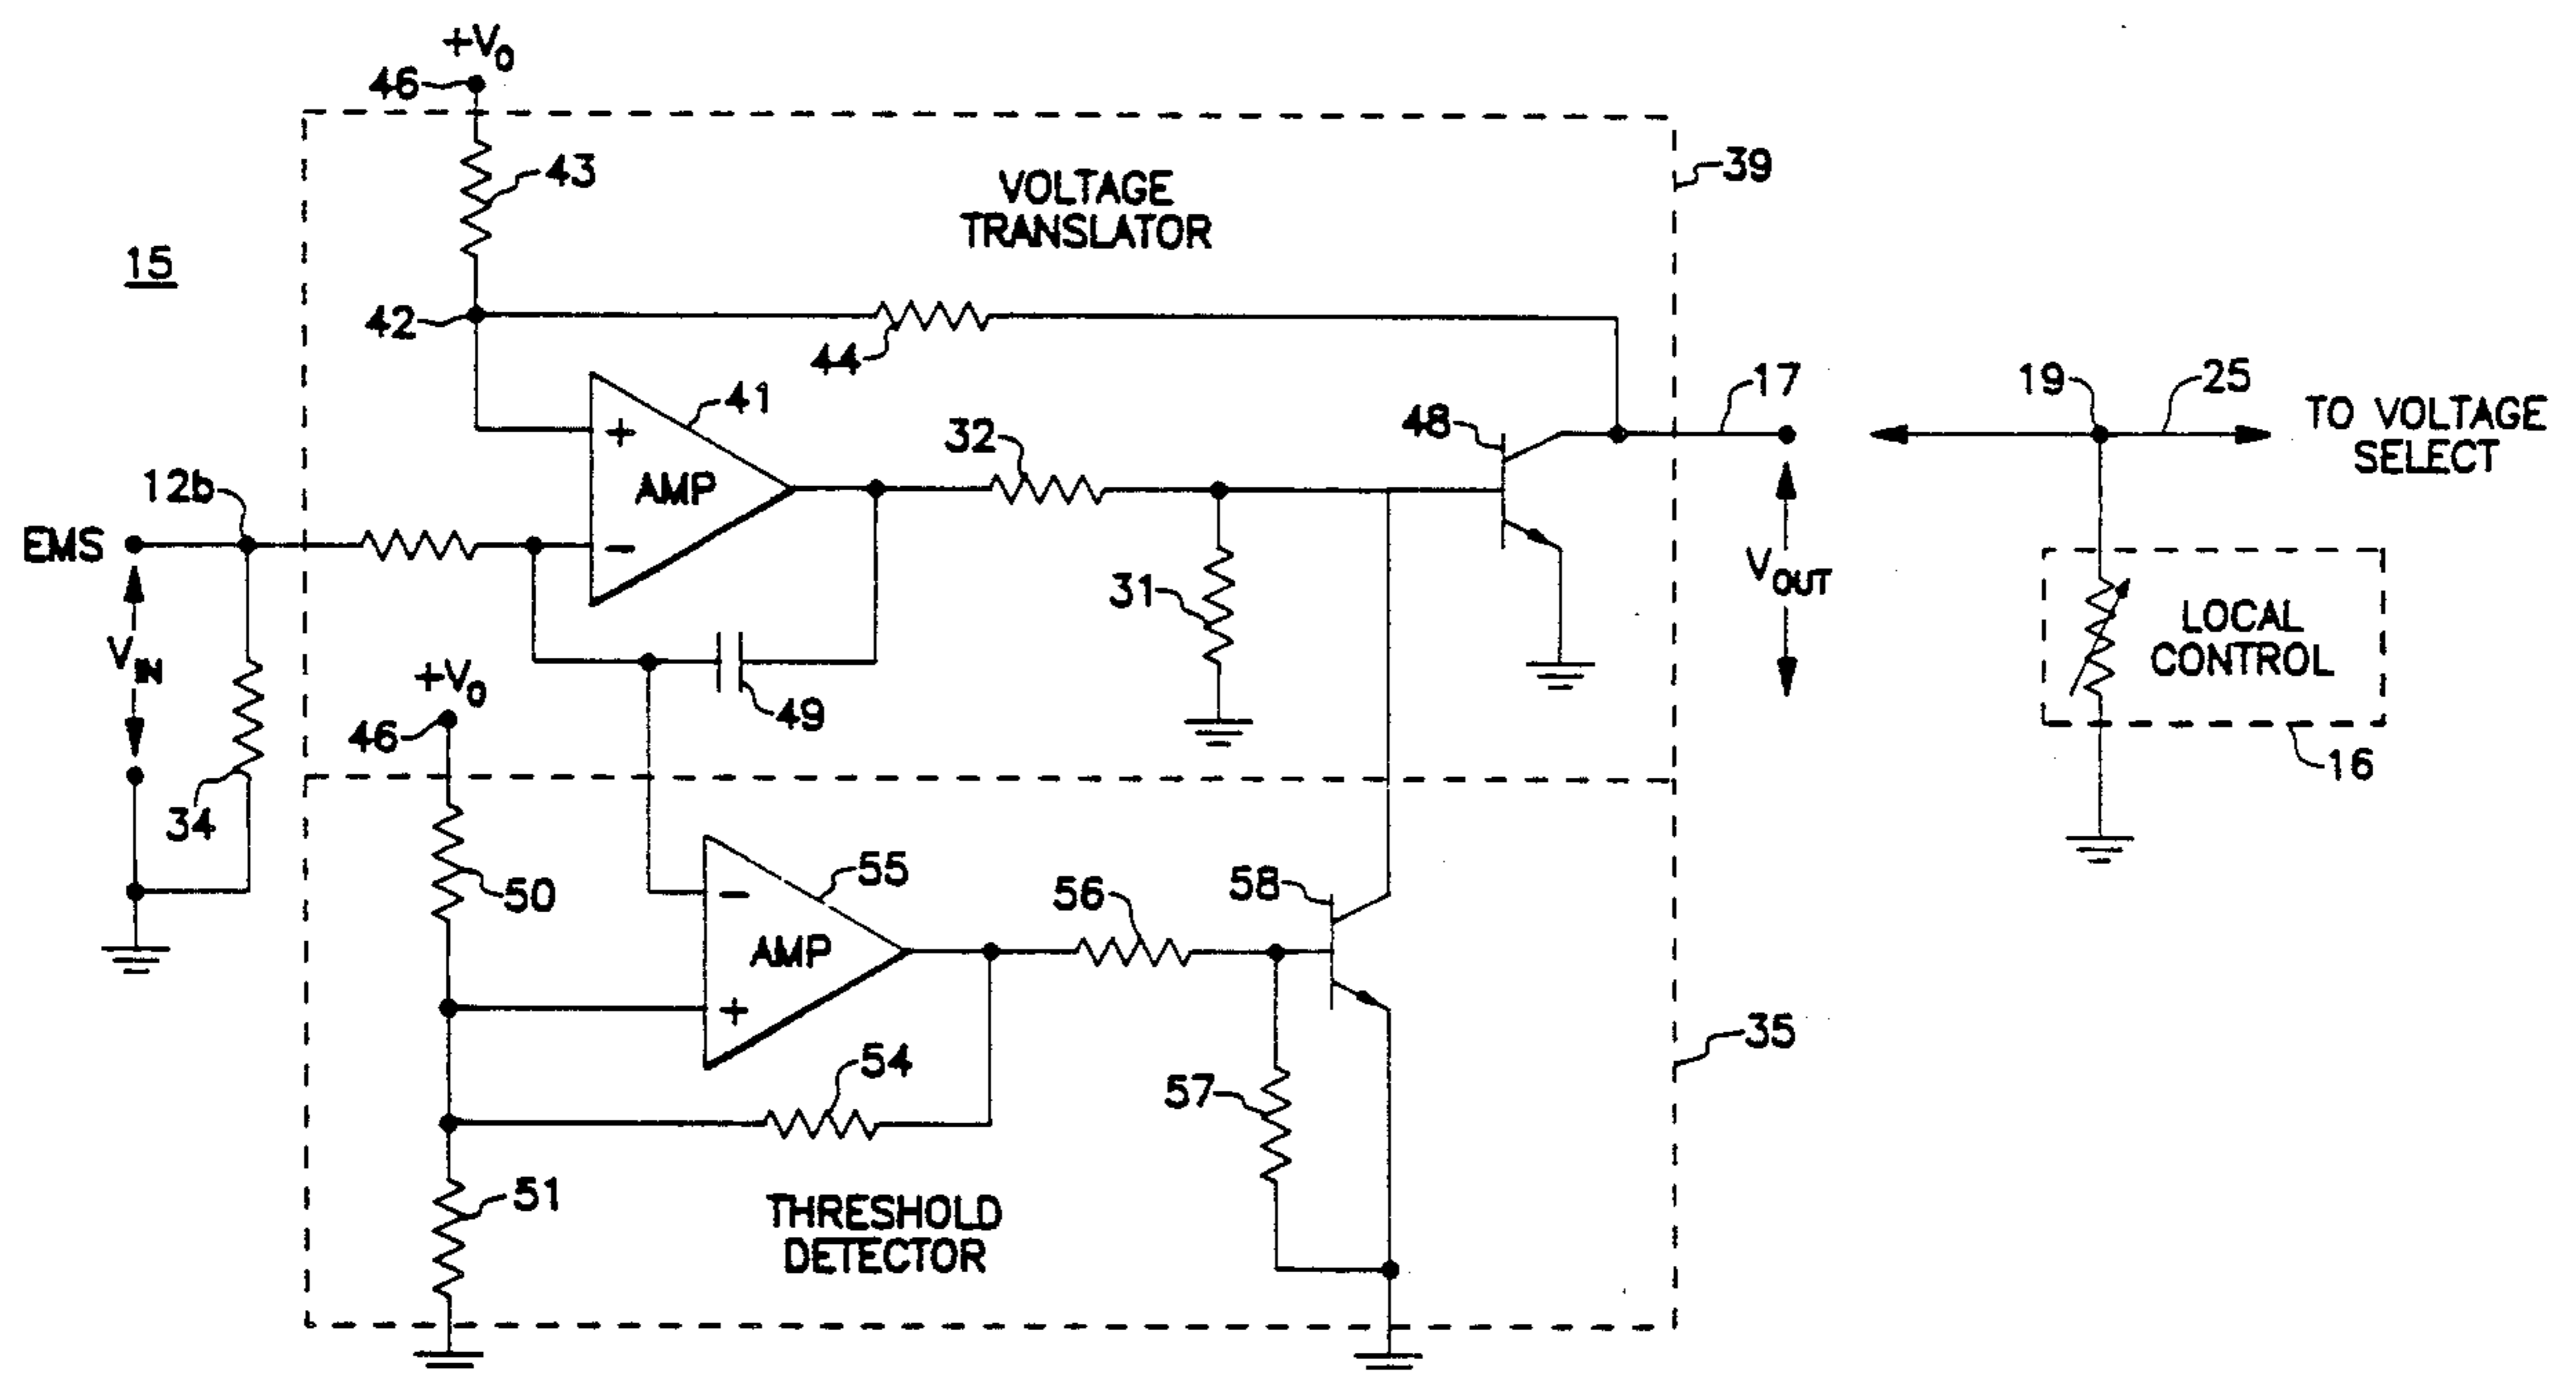 +V0
46
39
43
VOLTAGE
TRANSLATOR
15
42
44
41
17
19
25
TO VOLTAGE
SELECT
48
32
+
AMP
−
12b
EMS
31
VOUT
LOCAL
CONTROL
VIN
+V0
49
46
16
34
55
58
50
−
AMP
+
56
35
54
57
51
THRESHOLD
DETECTOR